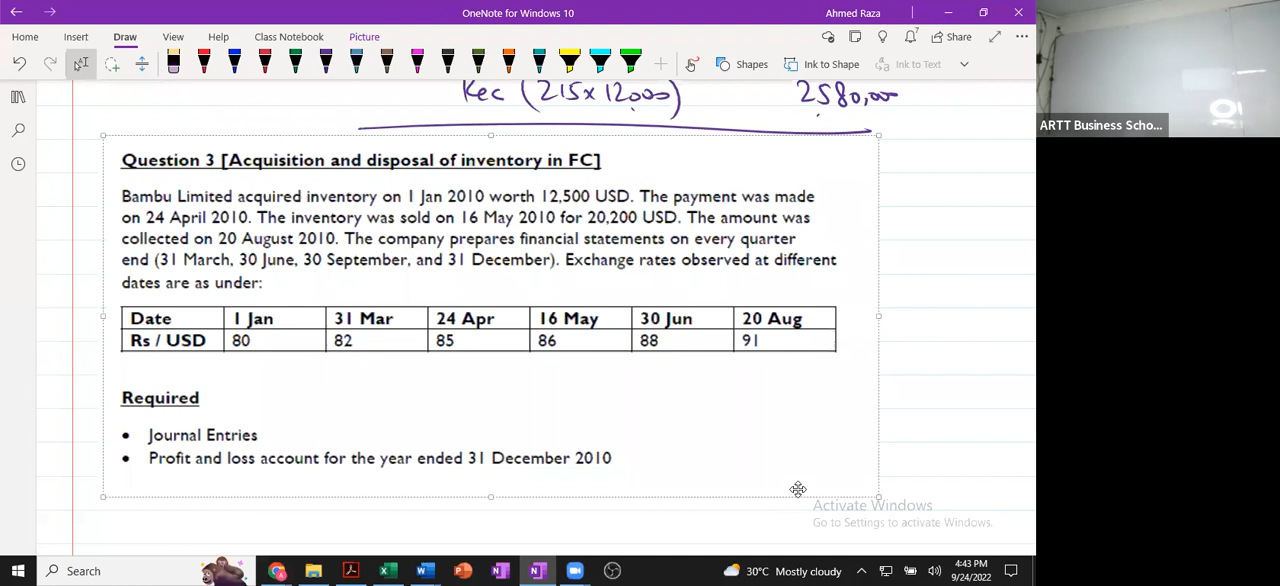 OneNote for Windows 10
Ahmed Raza
Home Insert Draw View Help Class Notebook Picture
Share
Shapes Ink to Shape Ink to Text
Rec (215x12,000) 2580,000
ARTT Business Scho...
Question 3 [Acquisition and disposal of inventory in FC]
Bambu Limited acquired inventory on 1 Jan 2010 worth 12,500 USD. The payment was made
on 24 April 2010. The inventory was sold on 16 May 2010 for 20,200 USD. The amount was
collected on 20 August 2010. The company prepares financial statements on every quarter
end (31 March, 30 June, 30 September, and 31 December). Exchange rates observed at different
dates are as under:
Date 1 Jan 31 Mar 24 Apr 16 May 30 Jun 20 Aug
Rs / USD 80 82 85 86 88 91
Required
• Journal Entries
• Profit and loss account for the year ended 31 December 2010
Activate Windows
Go to Settings to activate Windows.
Search
30°C Mostly cloudy
4:43 PM
9/24/2022